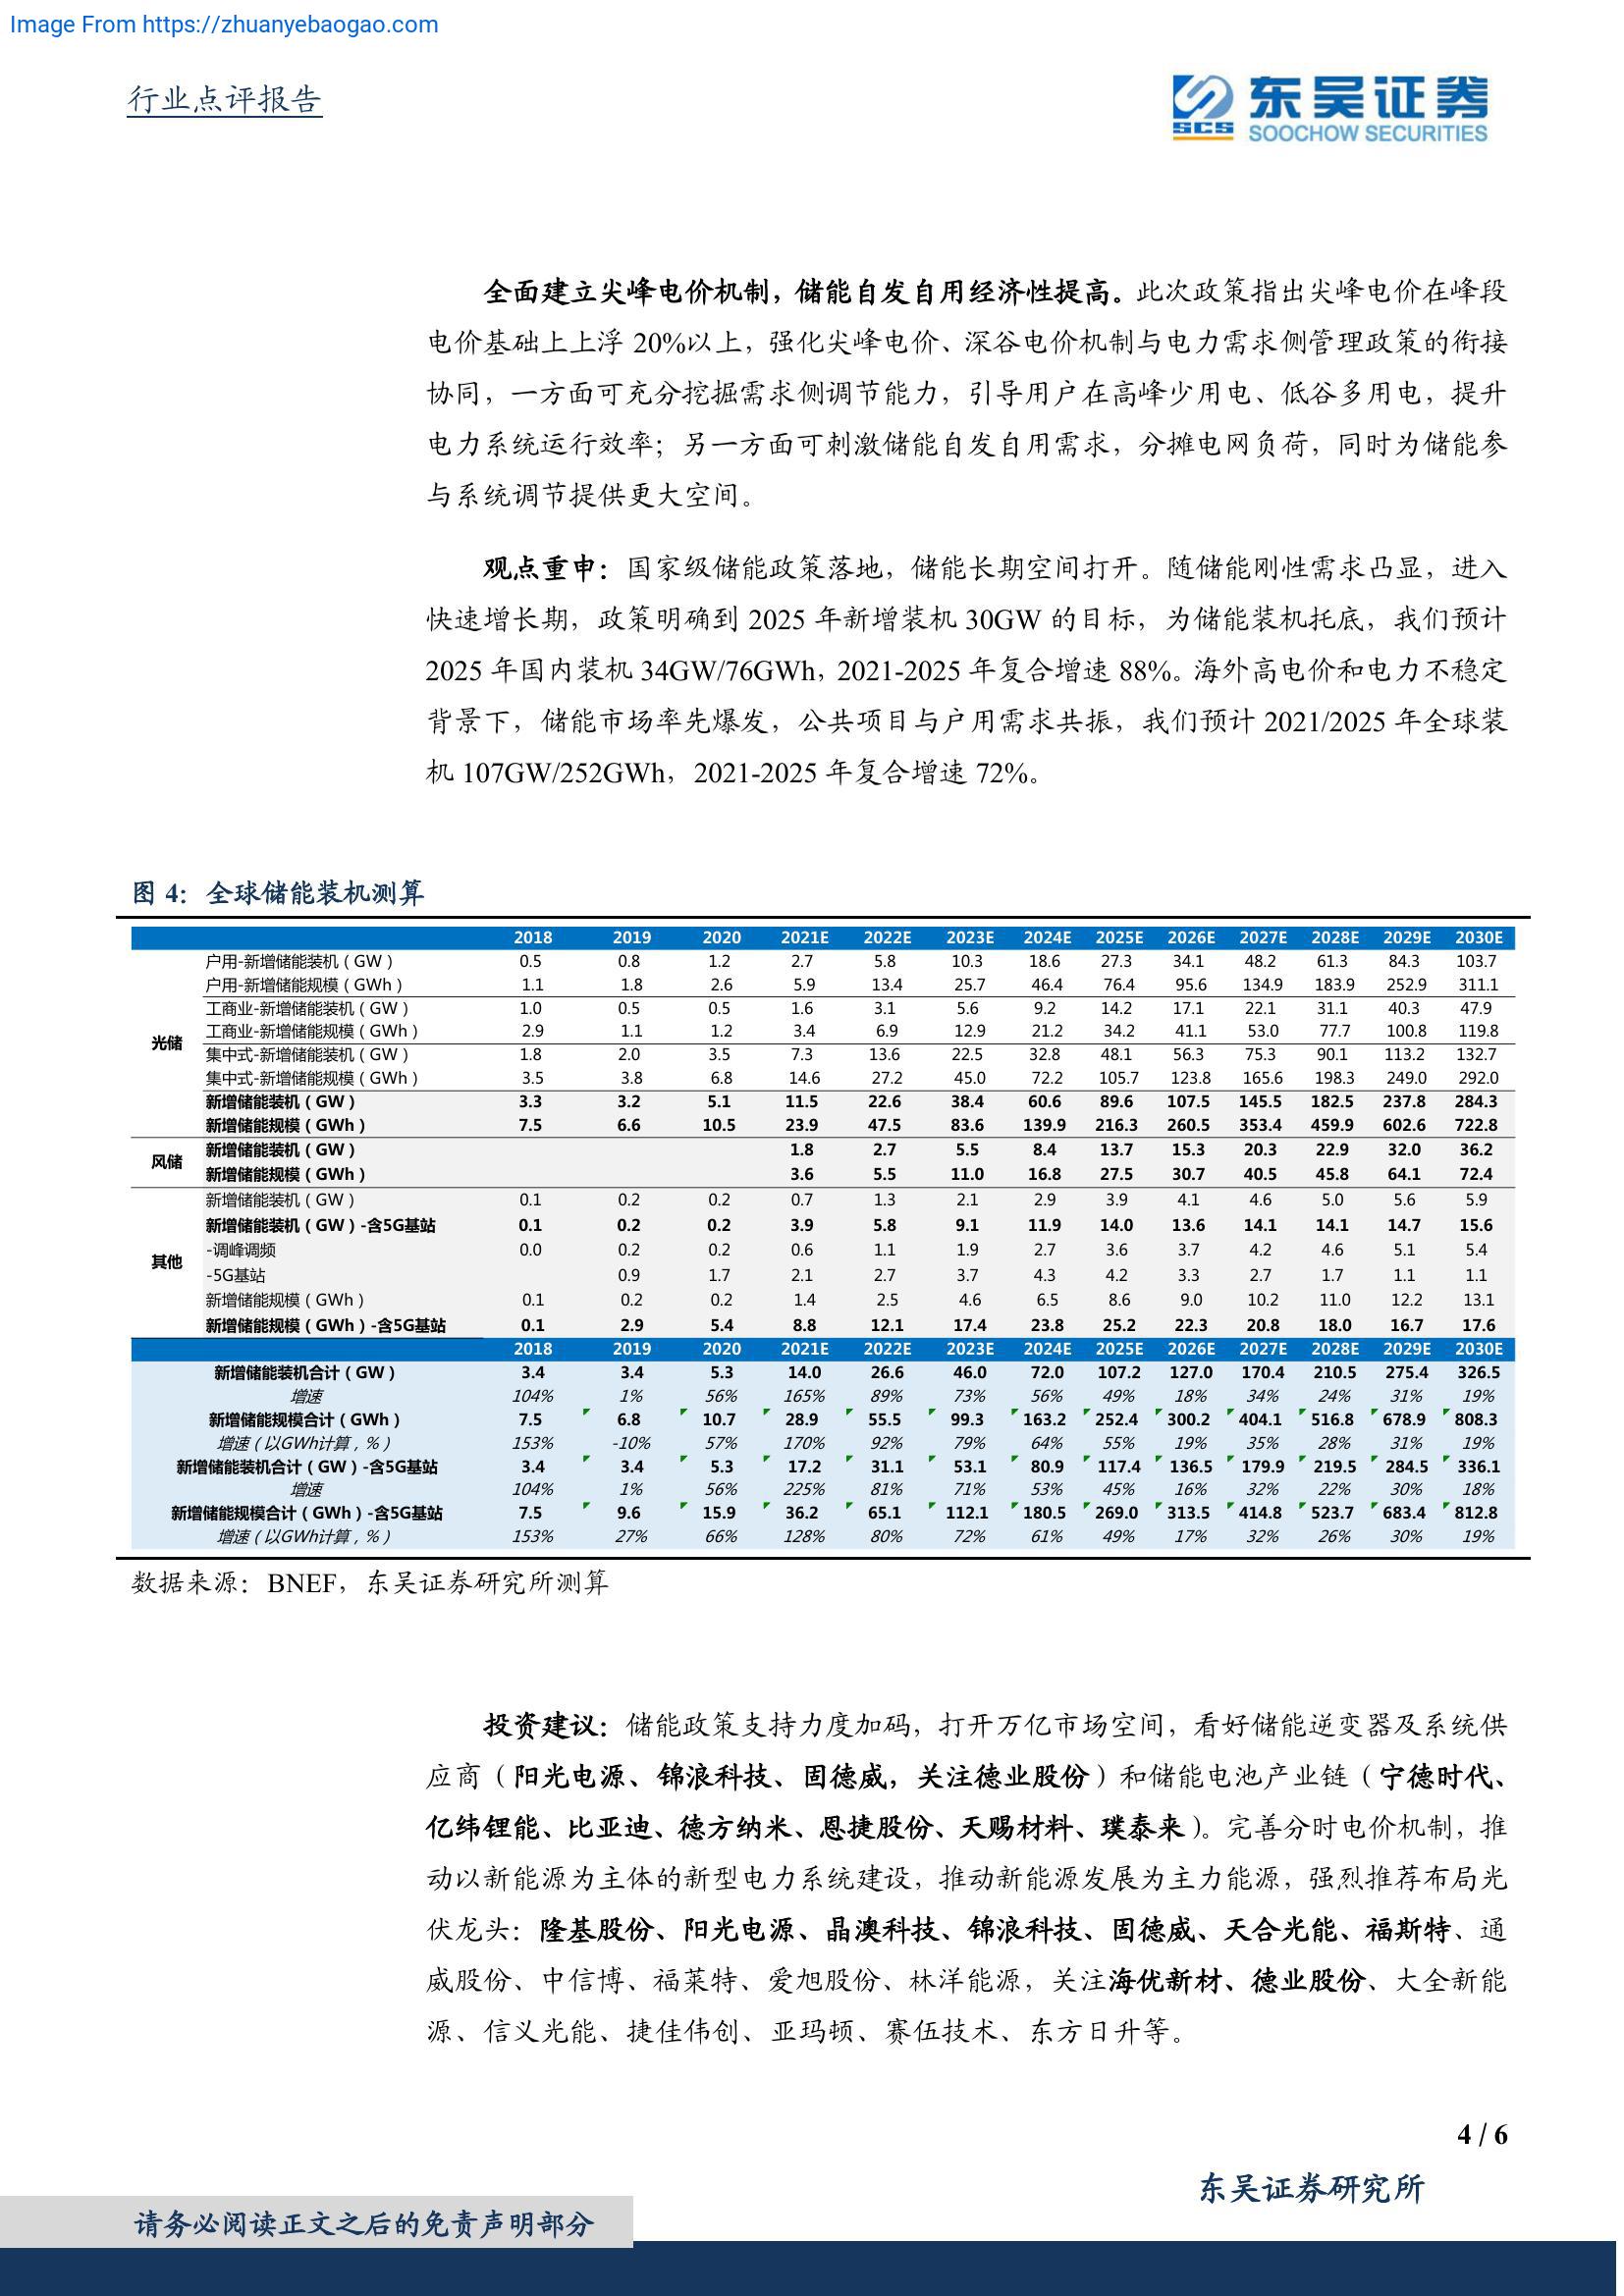 Image From https://zhuanyebaogao.com
行业点评报告
SCS 东吴证券
SOOCHOW SECURITIES
全面建立尖峰电价机制，储能自发自用经济性提高。此次政策指出尖峰电价在峰段
电价基础上上浮 20%以上，强化尖峰电价、深谷电价机制与电力需求侧管理政策的衔接
协同，一方面可充分挖掘需求侧调节能力，引导用户在高峰少用电、低谷多用电，提升
电力系统运行效率；另一方面可刺激储能自发自用需求，分摊电网负荷，同时为储能参
与系统调节提供更大空间。
观点重申：国家级储能政策落地，储能长期空间打开。随储能刚性需求凸显，进入
快速增长期，政策明确到 2025 年新增装机 30GW 的目标，为储能装机托底，我们预计
2025 年国内装机 34GW/76GWh，2021-2025 年复合增速 88%。海外高电价和电力不稳定
背景下，储能市场率先爆发，公共项目与户用需求共振，我们预计 2021/2025 年全球装
机 107GW/252GWh，2021-2025 年复合增速 72%。
图 4：全球储能装机测算
2018 2019 2020 2021E 2022E 2023E 2024E 2025E 2026E 2027E 2028E 2029E 2030E
户用-新增储能装机（GW） 0.5 0.8 1.2 2.7 5.8 10.3 18.6 27.3 34.1 48.2 61.3 84.3 103.7
户用-新增储能规模（GWh） 1.1 1.8 2.6 5.9 13.4 25.7 46.4 76.4 95.6 134.9 183.9 252.9 311.1
工商业-新增储能装机（GW） 1.0 0.5 0.5 1.6 3.1 5.6 9.2 14.2 17.1 22.1 31.1 40.3 47.9
工商业-新增储能规模（GWh） 2.9 1.1 1.2 3.4 6.9 12.9 21.2 34.2 41.1 53.0 77.7 100.8 119.8
光储
集中式-新增储能装机（GW） 1.8 2.0 3.5 7.3 13.6 22.5 32.8 48.1 56.3 75.3 90.1 113.2 132.7
集中式-新增储能规模（GWh） 3.5 3.8 6.8 14.6 27.2 45.0 72.2 105.7 123.8 165.6 198.3 249.0 292.0
新增储能装机（GW） 3.3 3.2 5.1 11.5 22.6 38.4 60.6 89.6 107.5 145.5 182.5 237.8 284.3
新增储能规模（GWh） 7.5 6.6 10.5 23.9 47.5 83.6 139.9 216.3 260.5 353.4 459.9 602.6 722.8
风储
新增储能装机（GW） 1.8 2.7 5.5 8.4 13.7 15.3 20.3 22.9 32.0 36.2
新增储能规模（GWh） 3.6 5.5 11.0 16.8 27.5 30.7 40.5 45.8 64.1 72.4
新增储能装机（GW） 0.1 0.2 0.2 0.7 1.3 2.1 2.9 3.9 4.1 4.6 5.0 5.6 5.9
新增储能装机（GW）-含5G基站 0.1 0.2 0.2 3.9 5.8 9.1 11.9 14.0 13.6 14.1 14.1 14.7 15.6
其他
-调峰调频 0.0 0.2 0.2 0.6 1.1 1.9 2.7 3.6 3.7 4.2 4.6 5.1 5.4
-5G基站 0.9 1.7 2.1 2.7 3.7 4.3 4.2 3.3 2.7 1.7 1.1 1.1
新增储能规模（GWh） 0.1 0.2 0.2 1.4 2.5 4.6 6.5 8.6 9.0 10.2 11.0 12.2 13.1
新增储能规模（GWh）-含5G基站 0.1 2.9 5.4 8.8 12.1 17.4 23.8 25.2 22.3 20.8 18.0 16.7 17.6
2018 2019 2020 2021E 2022E 2023E 2024E 2025E 2026E 2027E 2028E 2029E 2030E
新增储能装机合计（GW） 3.4 3.4 5.3 14.0 26.6 46.0 72.0 107.2 127.0 170.4 210.5 275.4 326.5
增速 104% 1% 56% 165% 89% 73% 56% 49% 18% 34% 24% 31% 19%
新增储能规模合计（GWh） 7.5 6.8 10.7 28.9 55.5 99.3 163.2 252.4 300.2 404.1 516.8 678.9 808.3
增速（以GWh计算，%） 153% -10% 57% 170% 92% 79% 64% 55% 19% 35% 28% 31% 19%
新增储能装机合计（GW）-含5G基站 3.4 3.4 5.3 17.2 31.1 53.1 80.9 117.4 136.5 179.9 219.5 284.5 336.1
增速 104% 1% 56% 225% 81% 71% 53% 45% 16% 32% 22% 30% 18%
新增储能规模合计（GWh）-含5G基站 7.5 9.6 15.9 36.2 65.1 112.1 180.5 269.0 313.5 414.8 523.7 683.4 812.8
增速（以GWh计算，%） 153% 27% 66% 128% 80% 72% 61% 49% 17% 32% 26% 30% 19%
数据来源：BNEF，东吴证券研究所测算
投资建议：储能政策支持力度加码，打开万亿市场空间，看好储能逆变器及系统供
应商（阳光电源、锦浪科技、固德威，关注德业股份）和储能电池产业链（宁德时代、
亿纬锂能、比亚迪、德方纳米、恩捷股份、天赐材料、璞泰来）。完善分时电价机制，推
动以新能源为主体的新型电力系统建设，推动新能源发展为主力能源，强烈推荐布局光
伏龙头：隆基股份、阳光电源、晶澳科技、锦浪科技、固德威、天合光能、福斯特、通
威股份、中信博、福莱特、爱旭股份、林洋能源，关注海优新材、德业股份、大全新能
源、信义光能、捷佳伟创、亚玛顿、赛伍技术、东方日升等。
4 / 6
东吴证券研究所
请务必阅读正文之后的免责声明部分